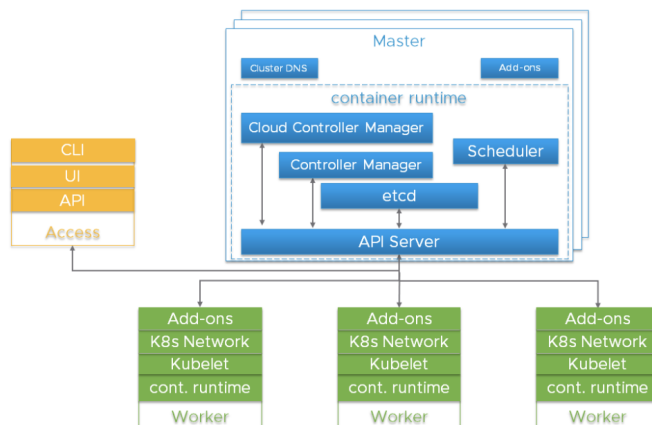 Master
Cluster DNS
Add-ons
container runtime
Cloud Controller Manager
Scheduler
Controller Manager
etcd
API Server
CLI
UI
API
Access
Add-ons
K8s Network
Kubelet
cont. runtime
Worker
Add-ons
K8s Network
Kubelet
cont. runtime
Worker
Add-ons
K8s Network
Kubelet
cont. runtime
Worker